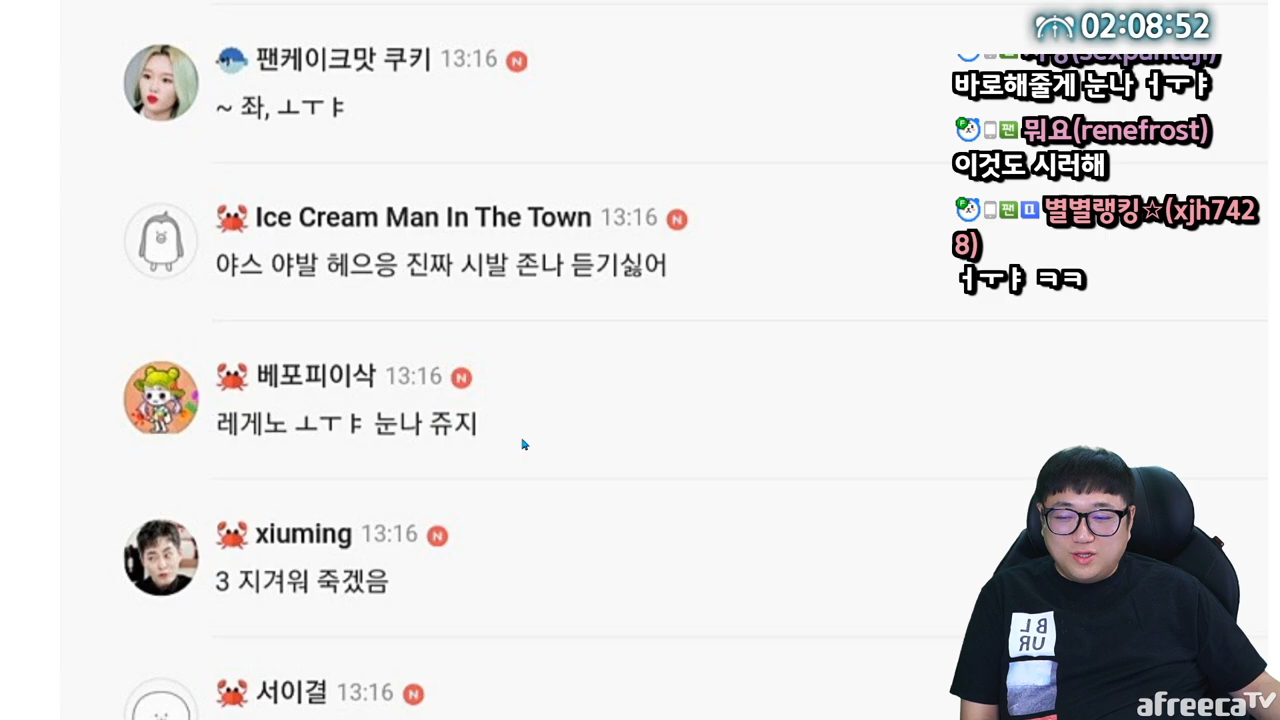 팬케이크맛 쿠키 13:16 N
~ 좌, ㅗㅜㅑ
Ice Cream Man In The Town 13:16 N
야스 야발 헤으응 진짜 시발 존나 듣기싫어
베포피이삭 13:16 N
레게노 ㅗㅜㅑ 눈나 쥬지
xiuming 13:16 N
3 지겨워 죽겠음
서이결 13:16 N
02:08:52
바로해줄게 눈나 ㅓㅜㅑ
F 팬 뭐요(renefrost)
이것도 시러해
F 팬 1 별별랭킹☆(xjh742
8)
ㅓㅜㅑ ㅋㅋ
BL
UR
afreecaTV